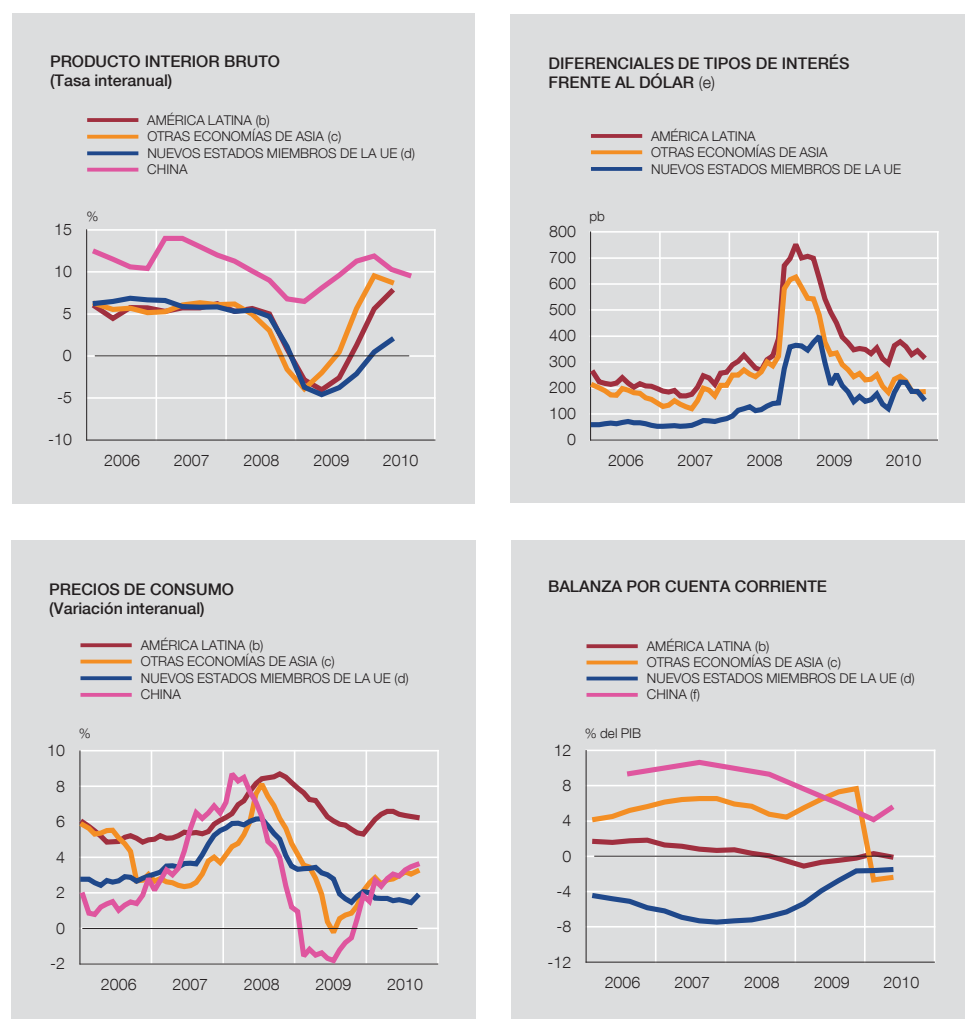 PRODUCTO INTERIOR BRUTO
(Tasa interanual)
AMÉRICA LATINA (b)
OTRAS ECONOMÍAS DE ASIA (c)
NUEVOS ESTADOS MIEMBROS DE LA UE (d)
CHINA
%
15
10
5
0
-5
-10
2006 2007 2008 2009 2010
DIFERENCIALES DE TIPOS DE INTERÉS
FRENTE AL DÓLAR (e)
AMÉRICA LATINA
OTRAS ECONOMÍAS DE ASIA
NUEVOS ESTADOS MIEMBROS DE LA UE
pb
800
700
600
500
400
300
200
100
0
2006 2007 2008 2009 2010
PRECIOS DE CONSUMO
(Variación interanual)
AMÉRICA LATINA (b)
OTRAS ECONOMÍAS DE ASIA (c)
NUEVOS ESTADOS MIEMBROS DE LA UE (d)
CHINA
%
10
8
6
4
2
0
-2
2006 2007 2008 2009 2010
BALANZA POR CUENTA CORRIENTE
AMÉRICA LATINA (b)
OTRAS ECONOMÍAS DE ASIA (c)
NUEVOS ESTADOS MIEMBROS DE LA UE (d)
CHINA (f)
% del PIB
12
8
4
0
-4
-8
-12
2006 2007 2008 2009 2010